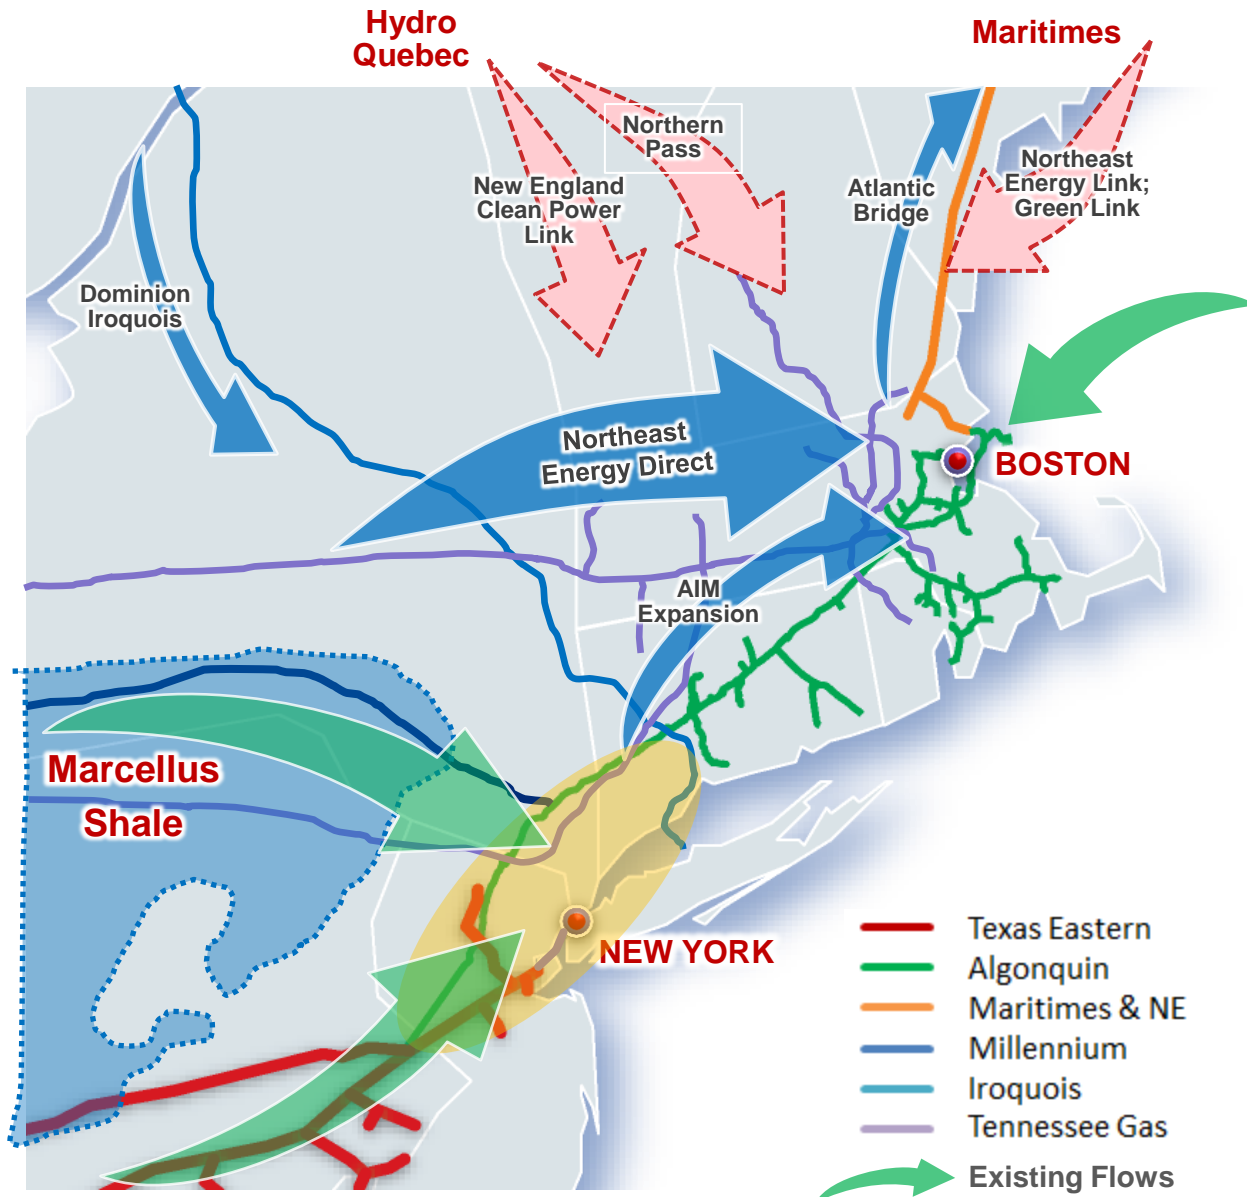 Hydro
Quebec
Maritimes
Northern
Pass
New England
Clean Power
Link
Atlantic
Bridge
Northeast
Energy Link;
Green Link
Dominion
Iroquois
Northeast
Energy Direct
BOSTON
AIM
Expansion
Marcellus
Shale
NEW YORK
Texas Eastern
Algonquin
Maritimes & NE
Millennium
Iroquois
Tennessee Gas
Existing Flows